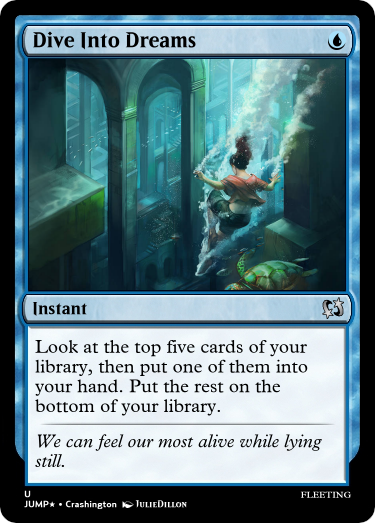 Dive Into Dreams
Instant
Look at the top five cards of your
library, then put one of them into
your hand. Put the rest on the
bottom of your library.
We can feel our most alive while lying
still.
U
FLEETING
JUMP★ • Crashington JulieDillon